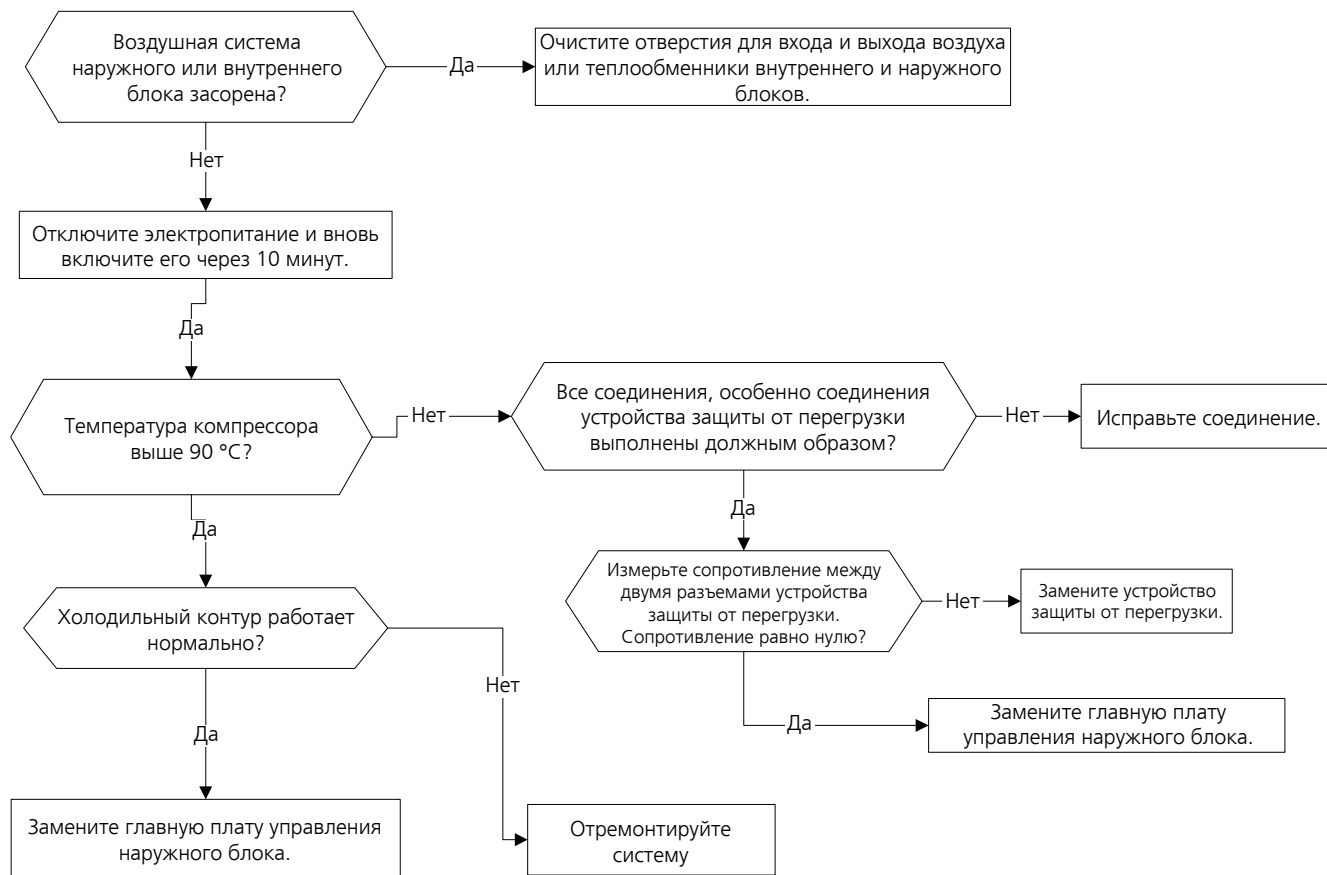 Воздушная система
наружного или внутреннего
блока засорена?
Да
Очистите отверстия для входа и выхода воздуха
или теплообменники внутреннего и наружного
блоков.
Нет
Отключите электропитание и вновь
включите его через 10 минут.
Да
Температура компрессора
выше 90 °C?
Нет
Все соединения, особенно соединения
устройства защиты от перегрузки
выполнены должным образом?
Нет
Исправьте соединение.
Да
Да
Измерьте сопротивление между
двумя разъемами устройства
защиты от перегрузки.
Сопротивление равно нулю?
Нет
Замените устройство
защиты от перегрузки.
Холодильный контур работает
нормально?
Нет
Да
Замените главную плату
управления наружного блока.
Да
Замените главную плату управления
наружного блока.
Отремонтируйте
систему